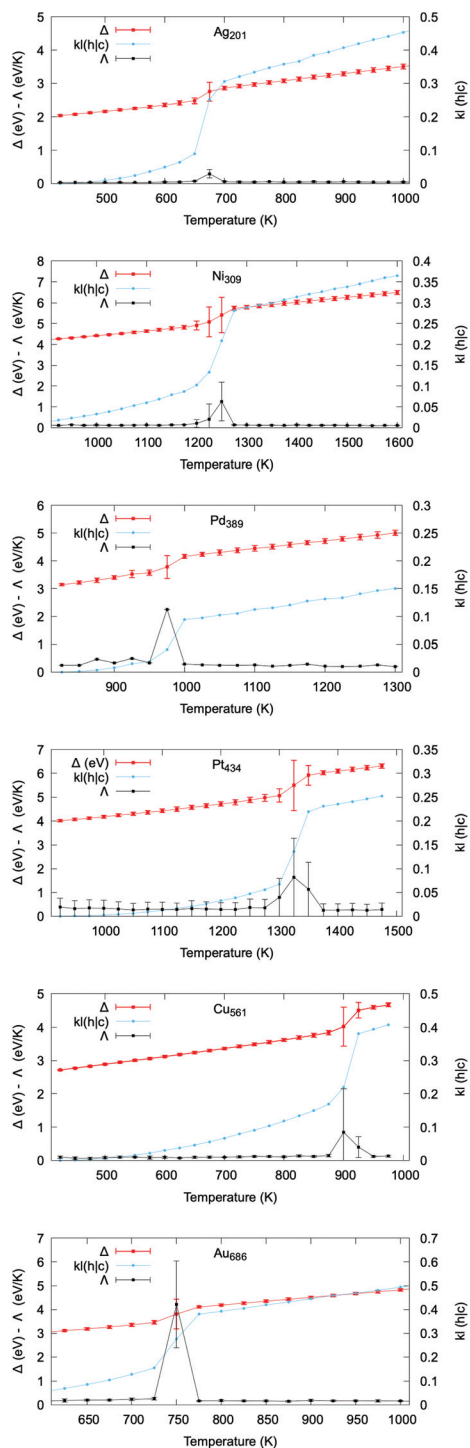 Ag201
Δ
kl(h|c)
Λ
Δ (eV) - Λ (eV/K)
5
4
3
2
1
0
500 600 700 800 900 1000
Temperature (K)
0.5
0.4
0.3
0.2
0.1
0
kl (h|c)
Ni309
Δ
kl(h|c)
Λ
Δ (eV) - Λ (eV/K)
8
7
6
5
4
3
2
1
0
1000 1100 1200 1300 1400 1500 1600
Temperature (K)
0.4
0.35
0.3
0.25
0.2
0.15
0.1
0.05
0
kl (h|c)
Pd389
Δ
kl(h|c)
Λ
Δ (eV) - Λ (eV/K)
6
5
4
3
2
1
0
900 1000 1100 1200 1300
Temperature (K)
0.3
0.25
0.2
0.15
0.1
0.05
0
kl (h|c)
Pt434
Δ (eV)
kl(h|c)
Λ
Δ (eV) - Λ (eV/K)
7
6
5
4
3
2
1
0
1000 1100 1200 1300 1400 1500
Temperature (K)
0.35
0.3
0.25
0.2
0.15
0.1
0.05
0
kl (h|c)
Cu561
Δ
kl(h|c)
Λ
Δ (eV) - Λ (eV/K)
5
4
3
2
1
0
500 600 700 800 900 1000
Temperature (K)
0.5
0.4
0.3
0.2
0.1
0
kl (h|c)
Au686
Δ
kl(h|c)
Λ
Δ (eV) - Λ (eV/K)
7
6
5
4
3
2
1
0
650 700 750 800 850 900 950 1000
Temperature (K)
0.7
0.6
0.5
0.4
0.3
0.2
0.1
0
kl (h|c)